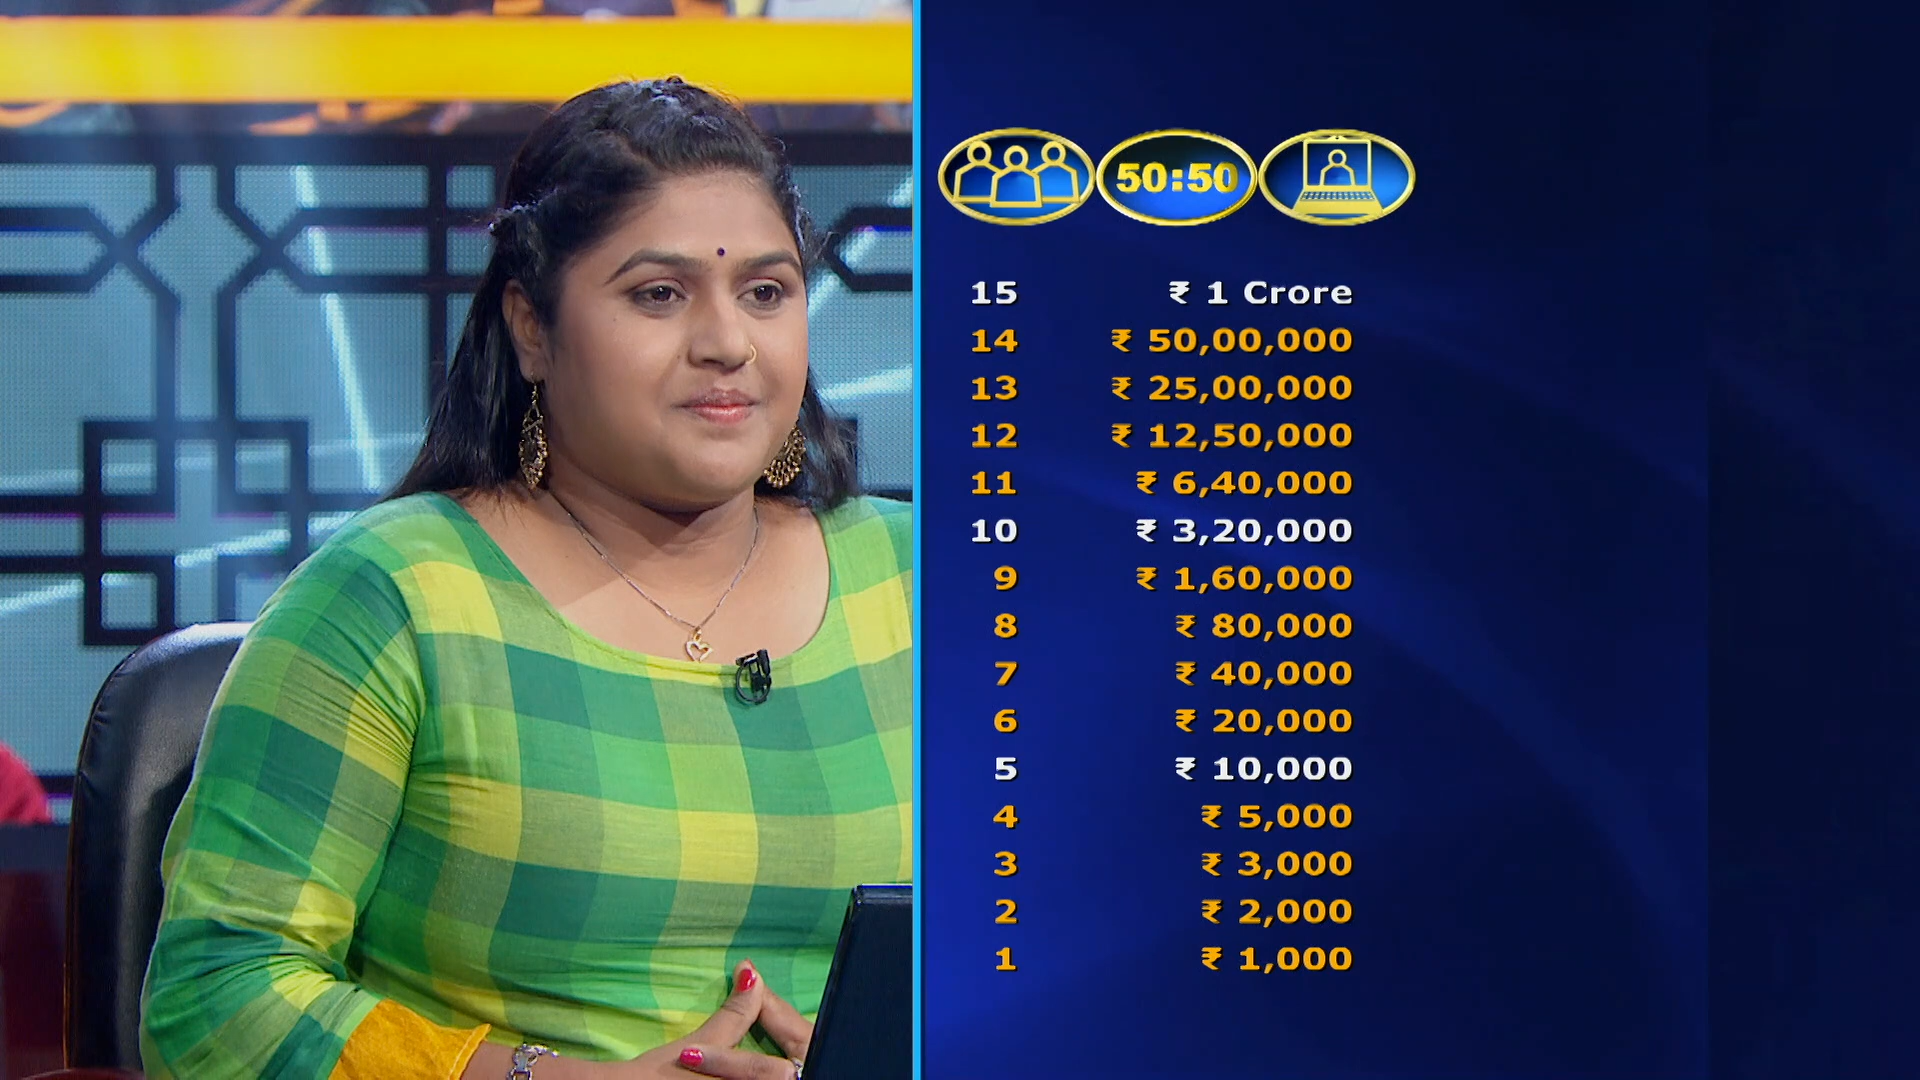 50:50
15 ₹ 1 Crore
14 ₹ 50,00,000
13 ₹ 25,00,000
12 ₹ 12,50,000
11 ₹ 6,40,000
10 ₹ 3,20,000
9 ₹ 1,60,000
8 ₹ 80,000
7 ₹ 40,000
6 ₹ 20,000
5 ₹ 10,000
4 ₹ 5,000
3 ₹ 3,000
2 ₹ 2,000
1 ₹ 1,000